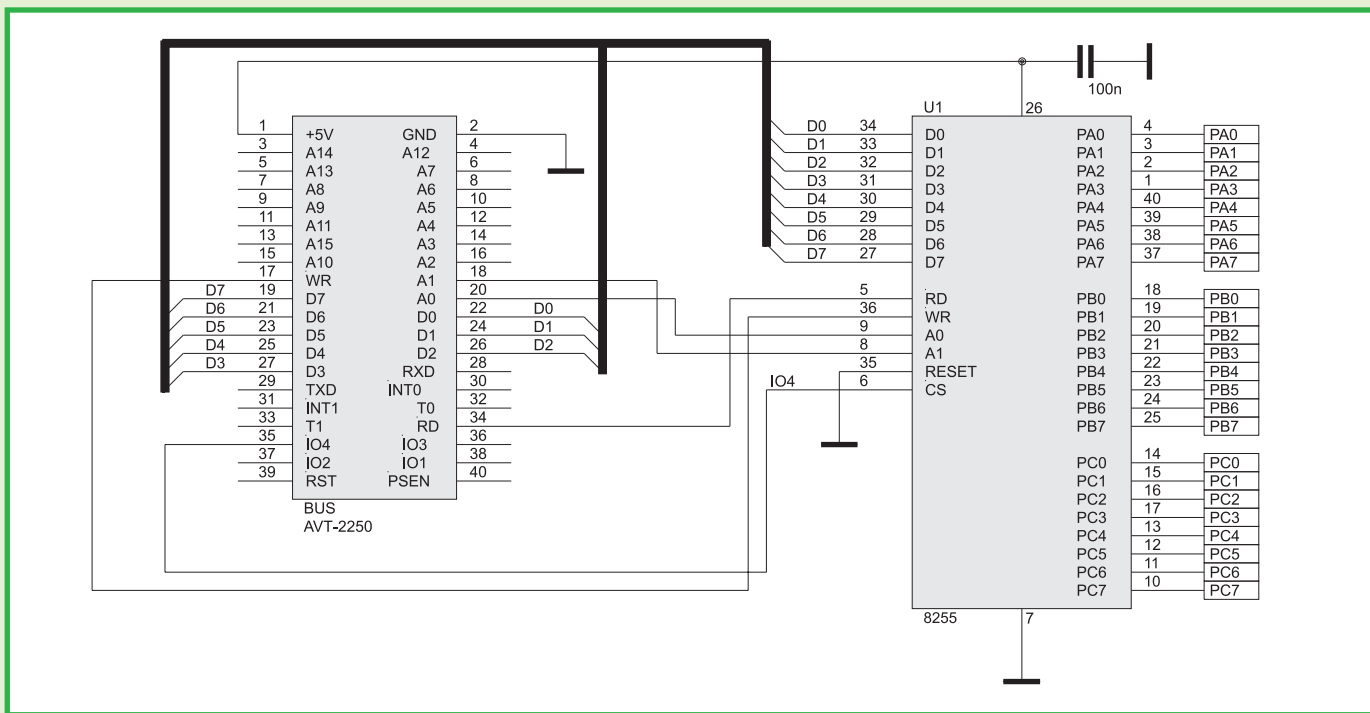 100n
U1
26
1 +5V GND 2
3 A14 A12 4
5 A13 A7 6
7 A8 A6 8
9 A9 A5 10
11 A11 A4 12
13 A15 A3 14
15 A10 A2 16
17 WR A1 18
D7 19 D7 A0 20
D6 21 D6 D0 22 D0
D5 23 D5 D1 24 D1
D4 25 D4 D2 26 D2
D3 27 D3 RXD 28
29 TXD INT0 30
31 INT1 T0 32
33 T1 RD 34
35 IO4 IO3 36
37 IO2 IO1 38
39 RST PSEN 40
BUS
AVT-2250
D0 34 D0 PA0 4 PA0
D1 33 D1 PA1 3 PA1
D2 32 D2 PA2 2 PA2
D3 31 D3 PA3 1 PA3
D4 30 D4 PA4 40 PA4
D5 29 D5 PA5 39 PA5
D6 28 D6 PA6 38 PA6
D7 27 D7 PA7 37 PA7
5 RD PB0 18 PB0
36 WR PB1 19 PB1
9 A0 PB2 20 PB2
8 A1 PB3 21 PB3
35 RESET PB4 22 PB4
IO4 6 CS PB5 23 PB5
PB6 24 PB6
PB7 25 PB7
PC0 14 PC0
PC1 15 PC1
PC2 16 PC2
PC3 17 PC3
PC4 13 PC4
PC5 12 PC5
PC6 11 PC6
PC7 10 PC7
8255
7